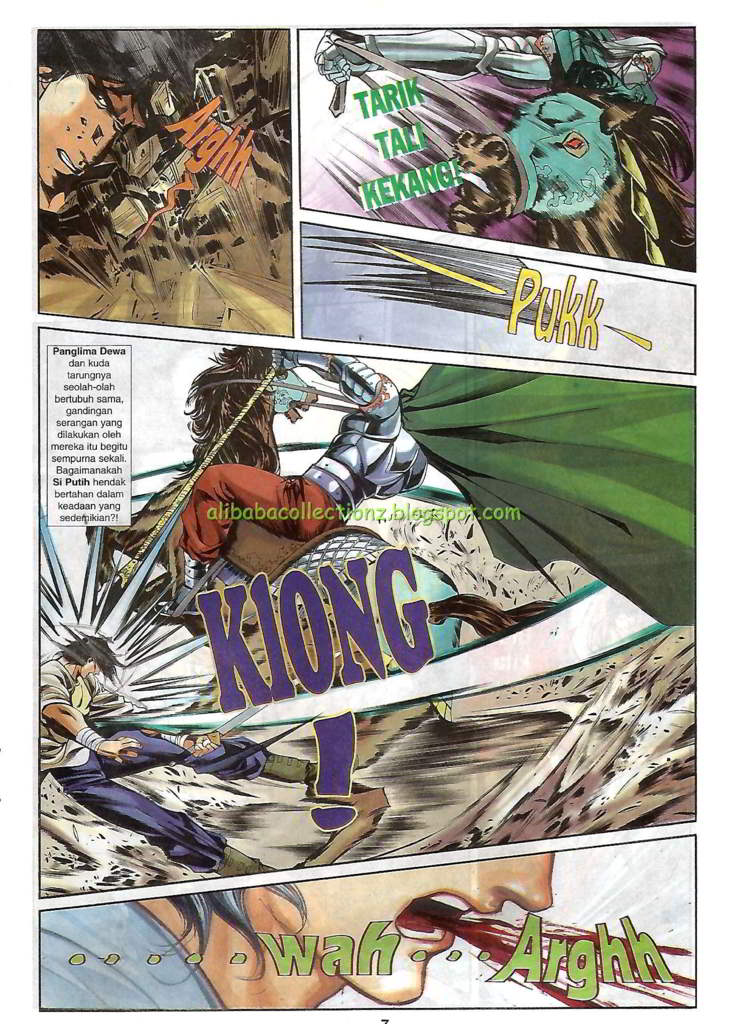 Arghh
TARIK
TALI
KEKANG!
Pukk
Panglima Dewa
dan kuda
tarungnya
seolah-olah
bertubuh sama,
gandingan
serangan yang
dilakukan oleh
mereka itu begitu
sempurna sekali.
Bagaimanakah
Si Putih hendak
bertahan dalam
keadaan yang
sedemikian?!
alibabacollectionz.blogspot.com
KlONG
!
.....wah...Arghh
7